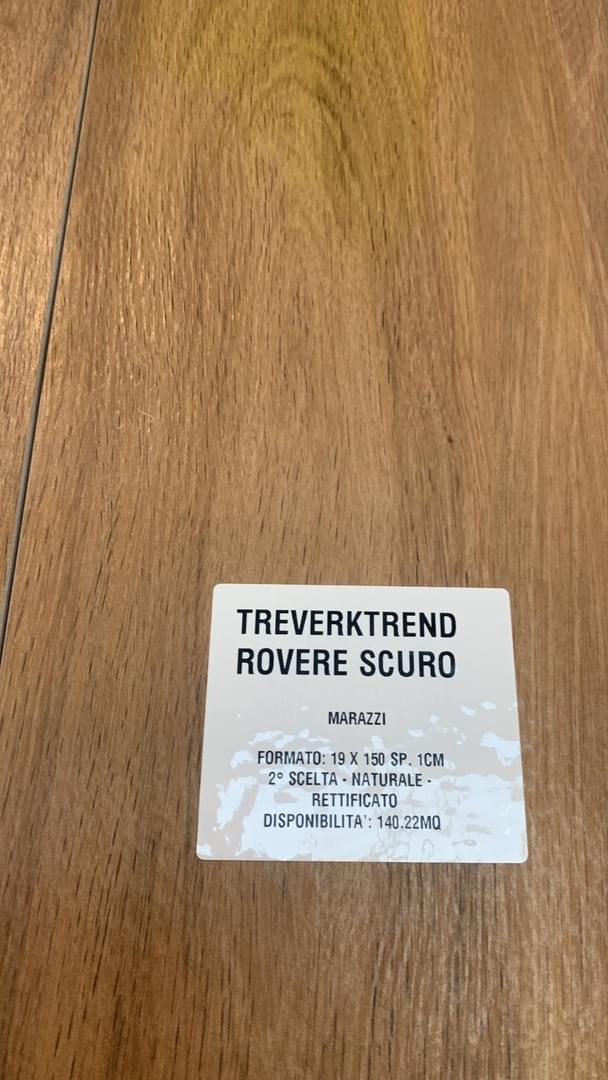 TREVERKTREND
ROVERE SCURO
MARAZZI
FORMATO: 19 X 150 SP. 1CM
2° SCELTA - NATURALE -
RETTIFICATO
DISPONIBILITA': 140.22MQ